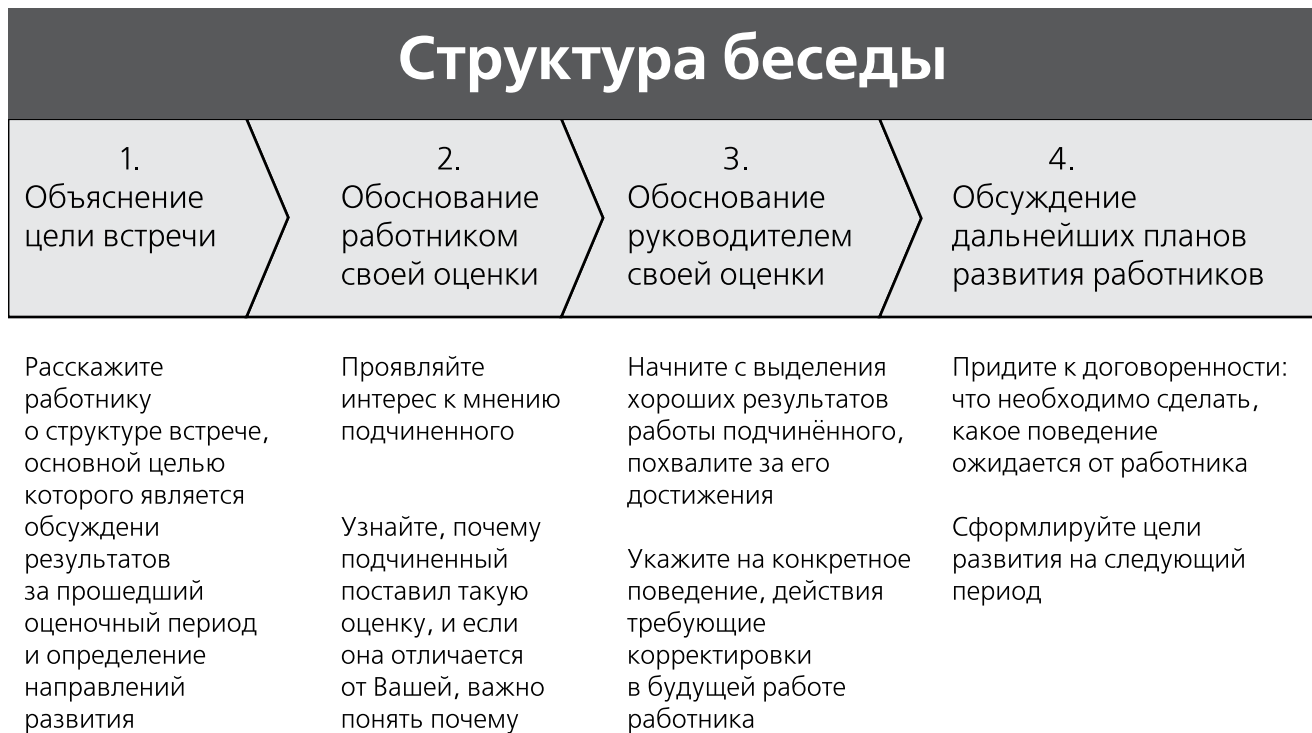 Структура беседы
1.
Объяснение
цели встречи
2.
Обоснование
работником
своей оценки
3.
Обоснование
руководителем
своей оценки
4.
Обсуждение
дальнейших планов
развития работников
Расскажите
работнику
о структуре встрече,
основной целью
которого является
обсуждени
результатов
за прошедший
оценочный период
и определение
направлений
развития
Проявляйте
интерес к мнению
подчиненного
Узнайте, почему
подчиненный
поставил такую
оценку, и если
она отличается
от Вашей, важно
понять почему
Начните с выделения
хороших результатов
работы подчинённого,
похвалите за его
достижения
Укажите на конкретное
поведение, действия
требующие
корректировки
в будущей работе
работника
Придите к договоренности:
что необходимо сделать,
какое поведение
ожидается от работника
Сформлируйте цели
развития на следующий
период